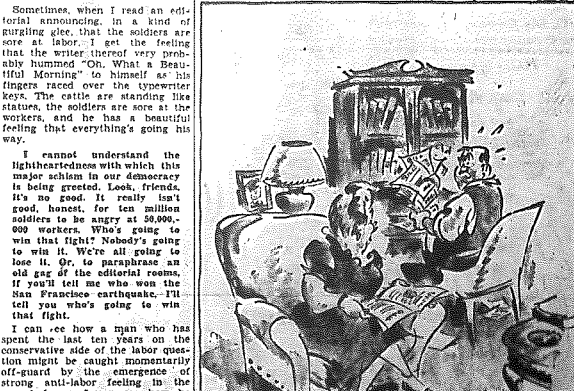 Sometimes, when I read an edi-
torial announcing, in a kind of
gurgling glee, that the soldiers are
sore at labor, I get the feeling
that the writer thereof very prob-
ably hummed "Oh, What a Beau-
tiful Morning" to himself as his
fingers raced over the typewriter
keys. The cattle are standing like
statues, the soldiers are sore at the
workers, and he has a beautiful
feeling that everything's going his
way.
I cannot understand the
lightheartedness with which this
major schism in our democracy
is being greeted. Look, friends,
it's no good. It really isn't
good, honest, for ten million
soldiers to be angry at 50,000,-
000 workers. Who's going to
win that fight? Nobody's going
to win it. We're all going to
lose it. Or, to paraphrase an
old gag of the editorial rooms,
if you'll tell me who won the
San Francisco earthquake, I'll
tell you who's going to win
that fight.
I can see how a man who has
spent the last ten years on the
conservative side of the labor ques-
tion might be caught momentarily
off-guard by the emergence of
strong anti-labor feeling in the